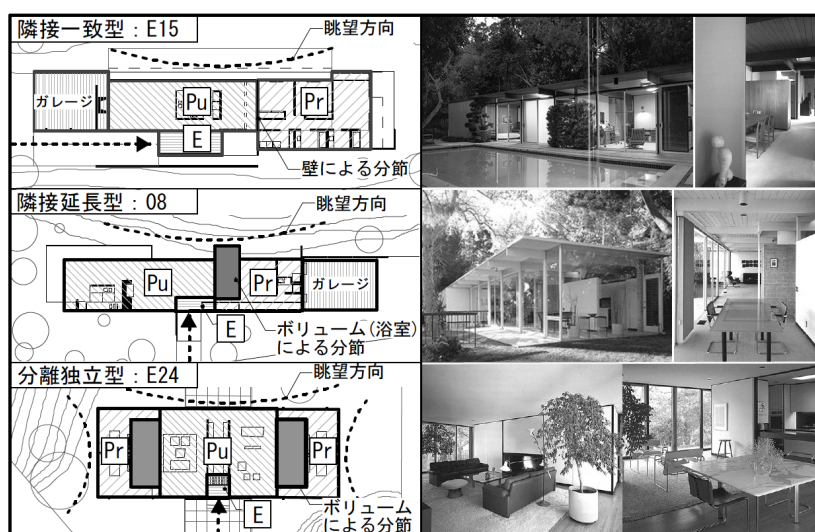 隣接一致型：E15
眺望方向
ガレージ
Pu
Pr
E
壁による分節
隣接延長型：08
眺望方向
Pu
Pr
ガレージ
E
ボリューム(浴室)
による分節
分離独立型：E24
眺望方向
Pr
Pu
Pr
E
ボリューム
による分節